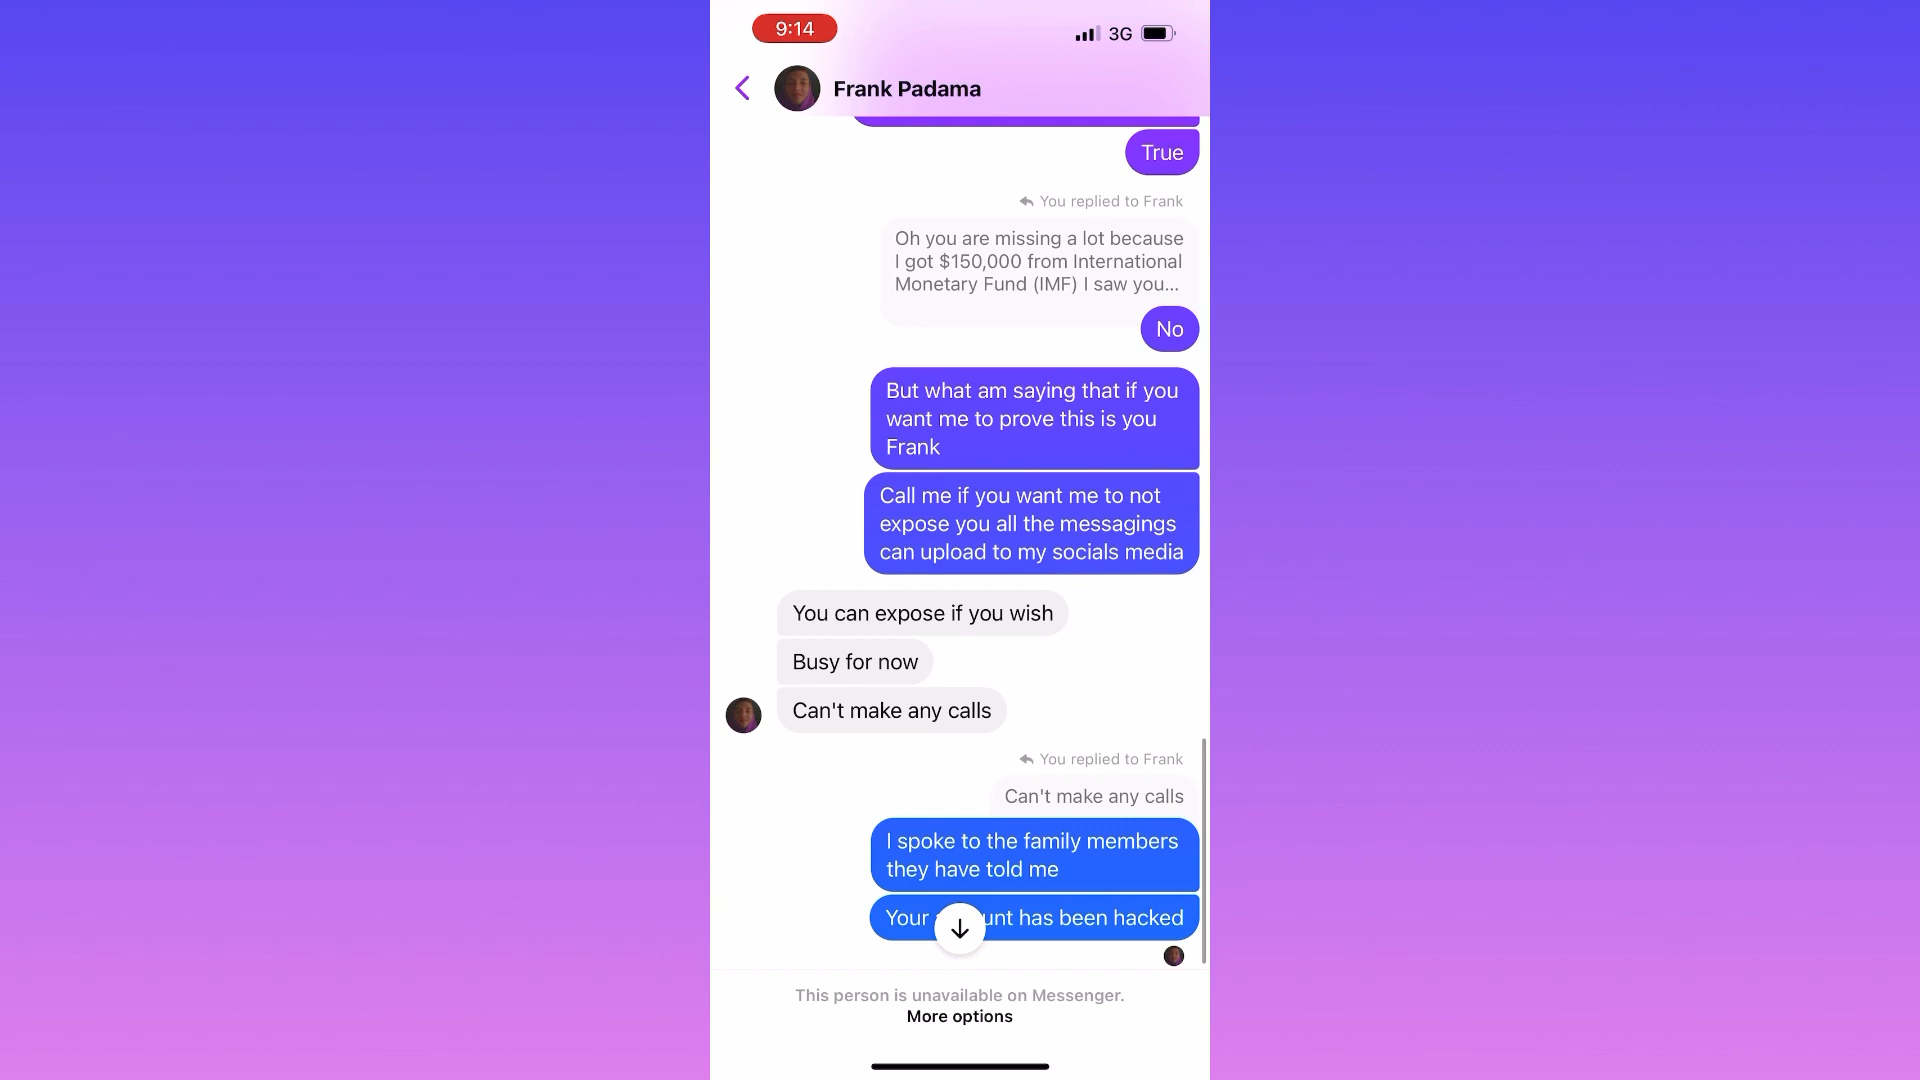 9:14
3G
Frank Padama
True
You replied to Frank
Oh you are missing a lot because
I got $150,000 from International
Monetary Fund (IMF) I saw you...
No
But what am saying that if you
want me to prove this is you
Frank
Call me if you want me to not
expose you all the messagings
can upload to my socials media
You can expose if you wish
Busy for now
Can't make any calls
You replied to Frank
Can't make any calls
I spoke to the family members
they have told me
Your has been hacked
This person is unavailable on Messenger.
More options